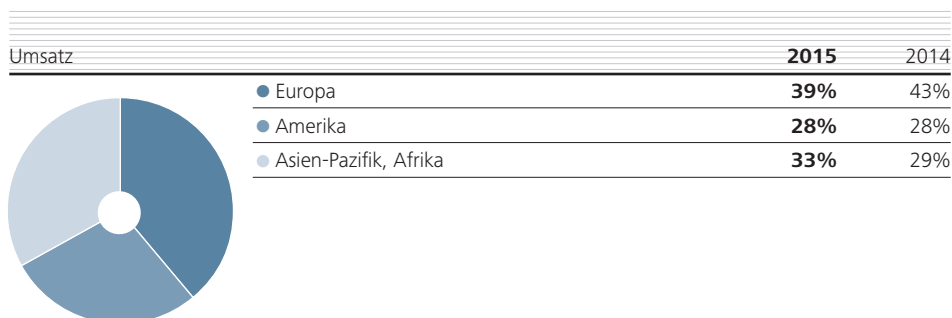 Umsatz 2015 2014
Europa 39% 43%
Amerika 28% 28%
Asien-Pazifik, Afrika 33% 29%